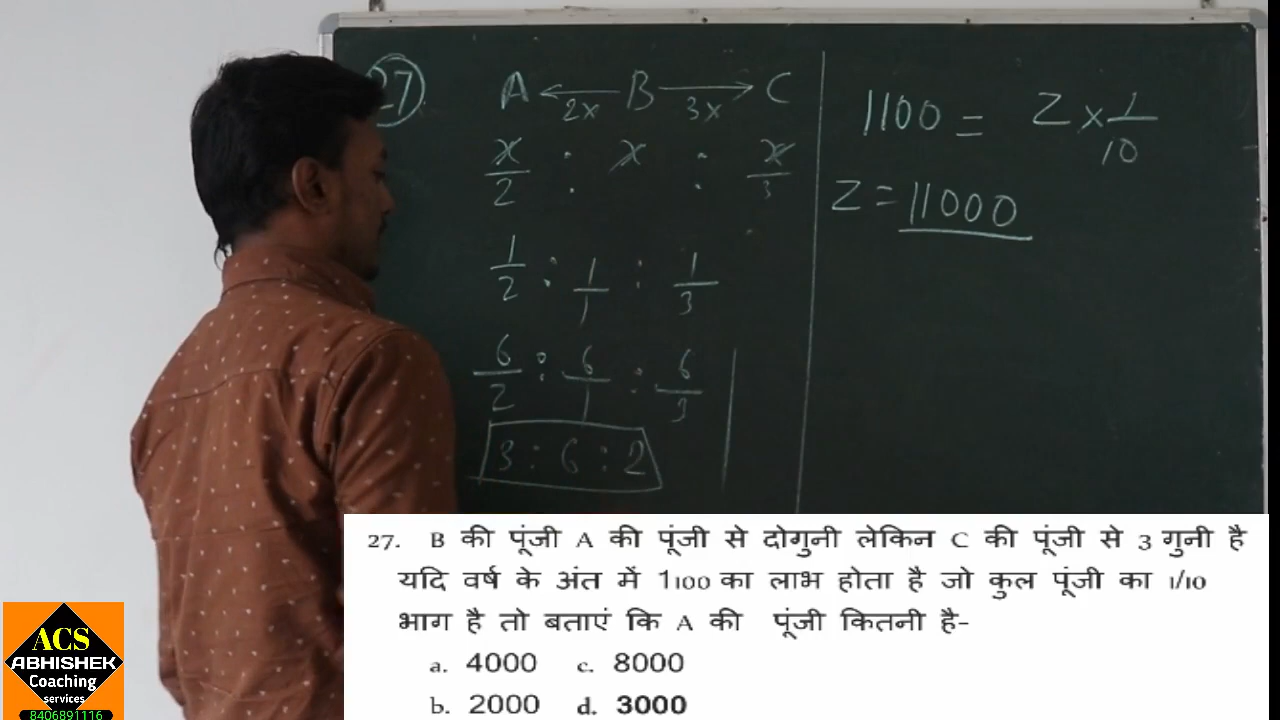 27
A ← B → C
2x 3x
x/2 : x : x/3
1/2 : 1/1 : 1/3
6/2 : 6/1 : 6/3
3 : 6 : 2
1100 = Z × 1/10
Z = 11000
27. B की पूंजी A की पूंजी से दोगुनी लेकिन C की पूंजी से 3 गुनी है
यदि वर्ष के अंत में 1100 का लाभ होता है जो कुल पूंजी का 1/10
भाग है तो बताएं कि A की पूंजी कितनी है-
a. 4000 c. 8000
b. 2000 d. 3000
ACS
ABHISHEK
Coaching
services
8406891116